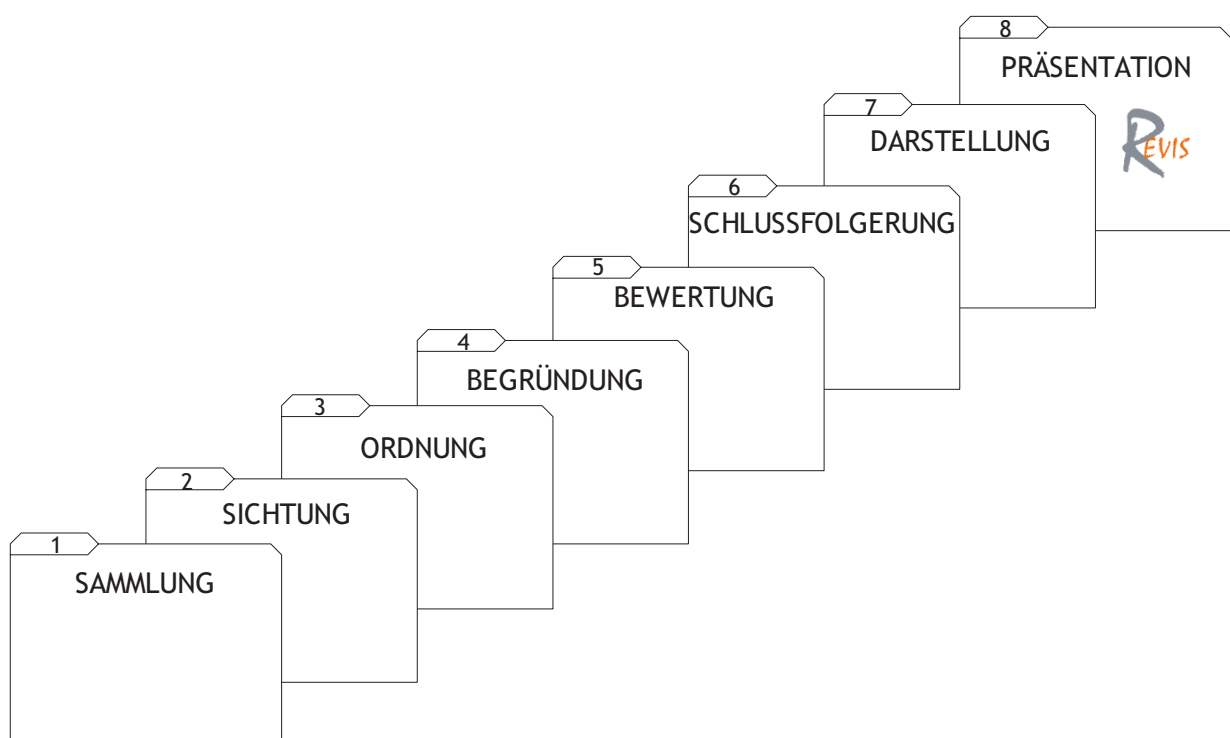 8
PRÄSENTATION
REVIS
7
DARSTELLUNG
6
SCHLUSSFOLGERUNG
5
BEWERTUNG
4
BEGRÜNDUNG
3
ORDNUNG
2
SICHTUNG
1
SAMMLUNG